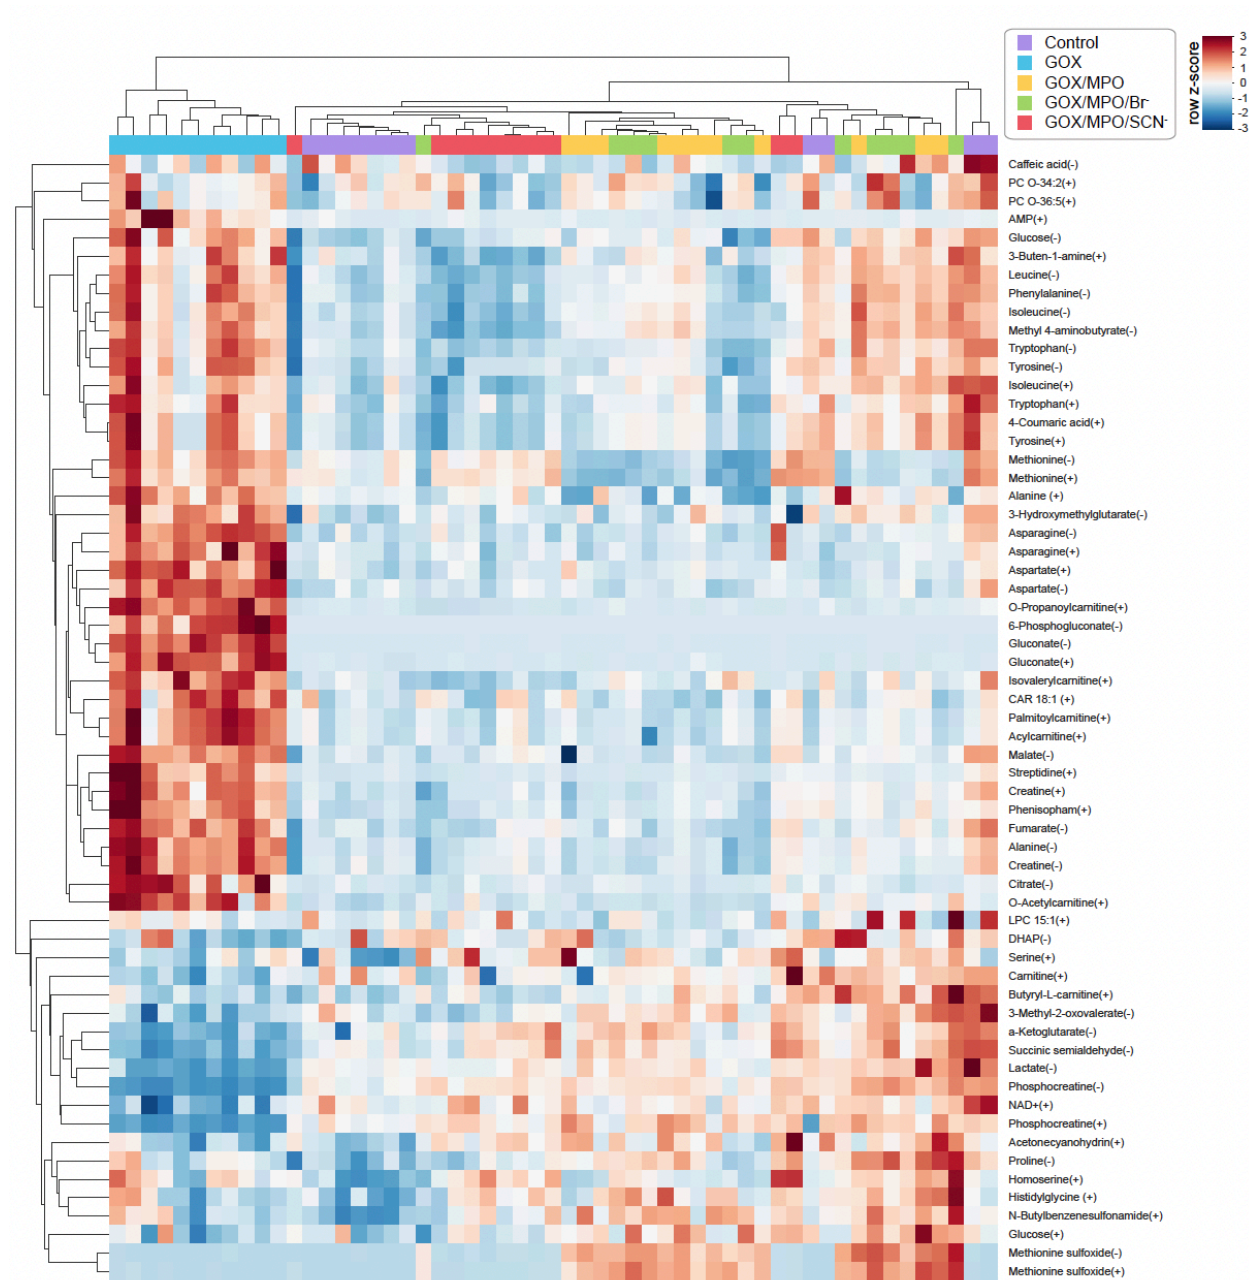 Control
GOX
GOX/MPO
GOX/MPO/Br-
GOX/MPO/SCN-
row z-score
3
2
1
0
-1
-2
-3
Caffeic acid(-)
PC O-34:2(+)
PC O-36:5(+)
AMP(+)
Glucose(-)
3-Buten-1-amine(+)
Leucine(-)
Phenylalanine(-)
Isoleucine(-)
Methyl 4-aminobutyrate(-)
Tryptophan(-)
Tyrosine(-)
Isoleucine(+)
Tryptophan(+)
4-Coumaric acid(+)
Tyrosine(+)
Methionine(-)
Methionine(+)
Alanine (+)
3-Hydroxymethylglutarate(-)
Asparagine(-)
Asparagine(+)
Aspartate(+)
Aspartate(-)
O-Propanoylcarnitine(+)
6-Phosphogluconate(-)
Gluconate(-)
Gluconate(+)
Isovalerylcarnitine(+)
CAR 18:1 (+)
Palmitoylcarnitine(+)
Acylcarnitine(+)
Malate(-)
Streptidine(+)
Creatine(+)
Phenisopham(+)
Fumarate(-)
Alanine(-)
Creatine(-)
Citrate(-)
O-Acetylcarnitine(+)
LPC 15:1(+)
DHAP(-)
Serine(+)
Carnitine(+)
Butyryl-L-carnitine(+)
3-Methyl-2-oxovalerate(-)
a-Ketoglutarate(-)
Succinic semialdehyde(-)
Lactate(-)
Phosphocreatine(-)
NAD+(+)
Phosphocreatine(+)
Acetonecyanohydrin(+)
Proline(-)
Homoserine(+)
Histidylglycine (+)
N-Butylbenzenesulfonamide(+)
Glucose(+)
Methionine sulfoxide(-)
Methionine sulfoxide(+)